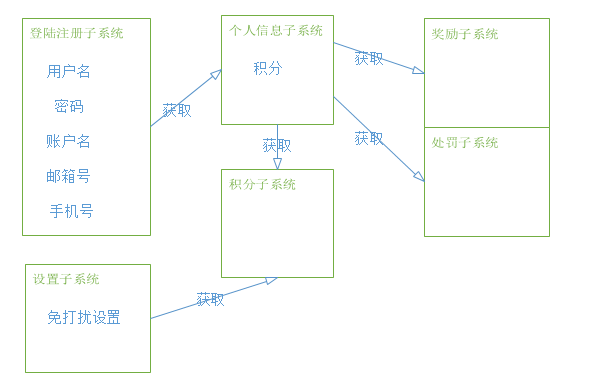 登陆注册子系统
用户名
密码
账户名
邮箱号
手机号
获取
个人信息子系统
积分
获取
获取
获取
奖励子系统
处罚子系统
积分子系统
设置子系统
免打扰设置
获取